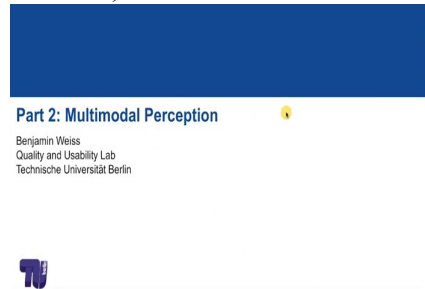 Part 2: Multimodal Perception
Benjamin Weiss
Quality and Usability Lab
Technische Universität Berlin